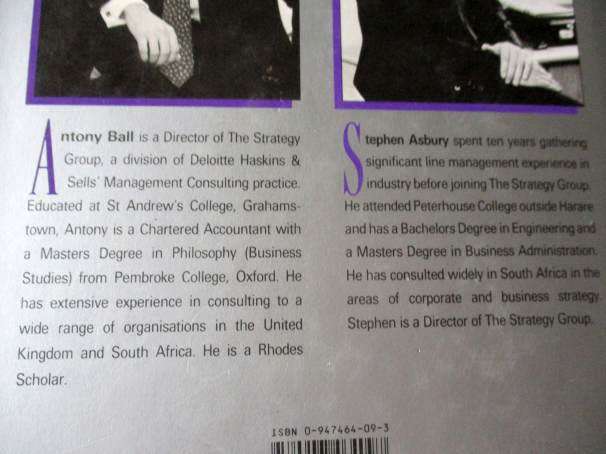 Antony Ball is a Director of The Strategy
Group, a division of Deloitte Haskins &
Sells' Management Consulting practice.
Educated at St Andrew's College, Grahams-
town, Antony is a Chartered Accountant with
a Masters Degree in Philosophy (Business
Studies) from Pembroke College, Oxford. He
has extensive experience in consulting to a
wide range of organisations in the United
Kingdom and South Africa. He is a Rhodes
Scholar.
Stephen Asbury spent ten years gathering
significant line management experience in
industry before joining The Strategy Group.
He attended Peterhouse College outside Harare
and has a Bachelors Degree in Engineering and
a Masters Degree in Business Administration.
He has consulted widely in South Africa in the
areas of corporate and business strategy.
Stephen is a Director of The Strategy Group.
ISBN 0-947464-09-3